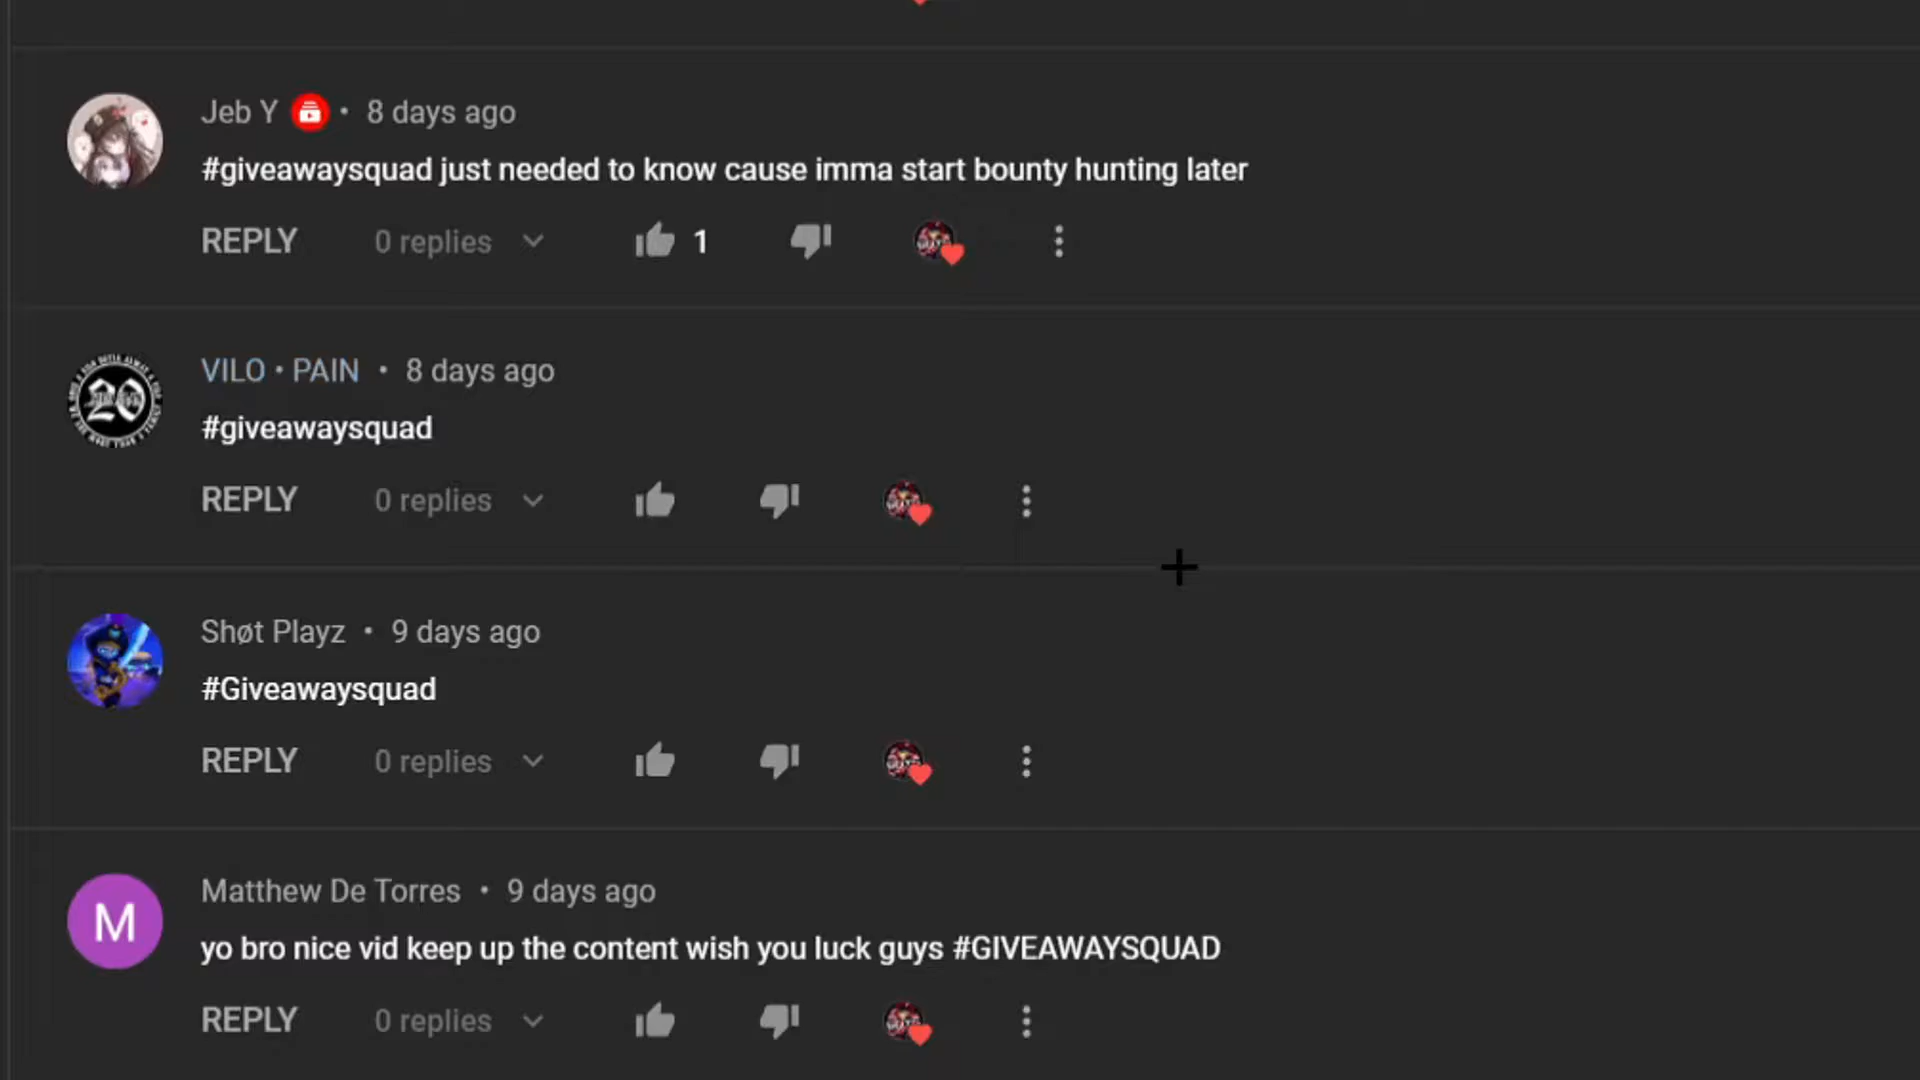 Jeb Y • 8 days ago
#giveawaysquad just needed to know cause imma start bounty hunting later
REPLY 0 replies 1
VILO • PAIN • 8 days ago
#giveawaysquad
REPLY 0 replies
Shøt Playz • 9 days ago
#Giveawaysquad
REPLY 0 replies
M
Matthew De Torres • 9 days ago
yo bro nice vid keep up the content wish you luck guys #GIVEAWAYSQUAD
REPLY 0 replies
20